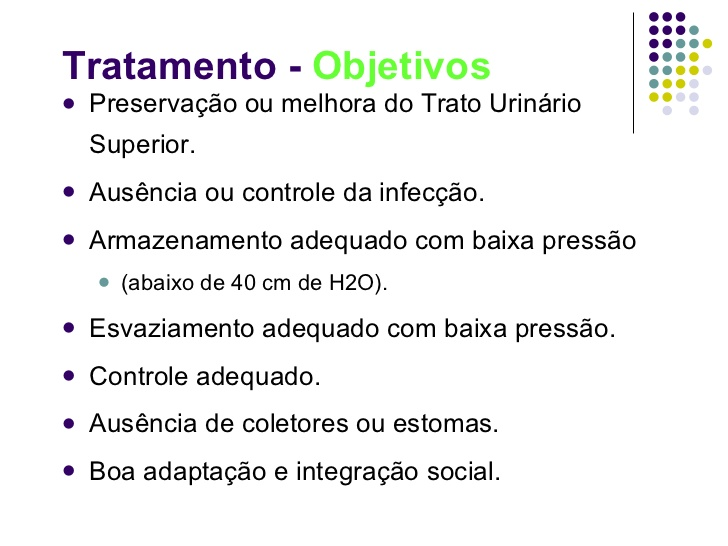 Tratamento - Objetivos
Preservação ou melhora do Trato Urinário
Superior.
Ausência ou controle da infecção.
Armazenamento adequado com baixa pressão
(abaixo de 40 cm de H2O).
Esvaziamento adequado com baixa pressão.
Controle adequado.
Ausência de coletores ou estomas.
Boa adaptação e integração social.